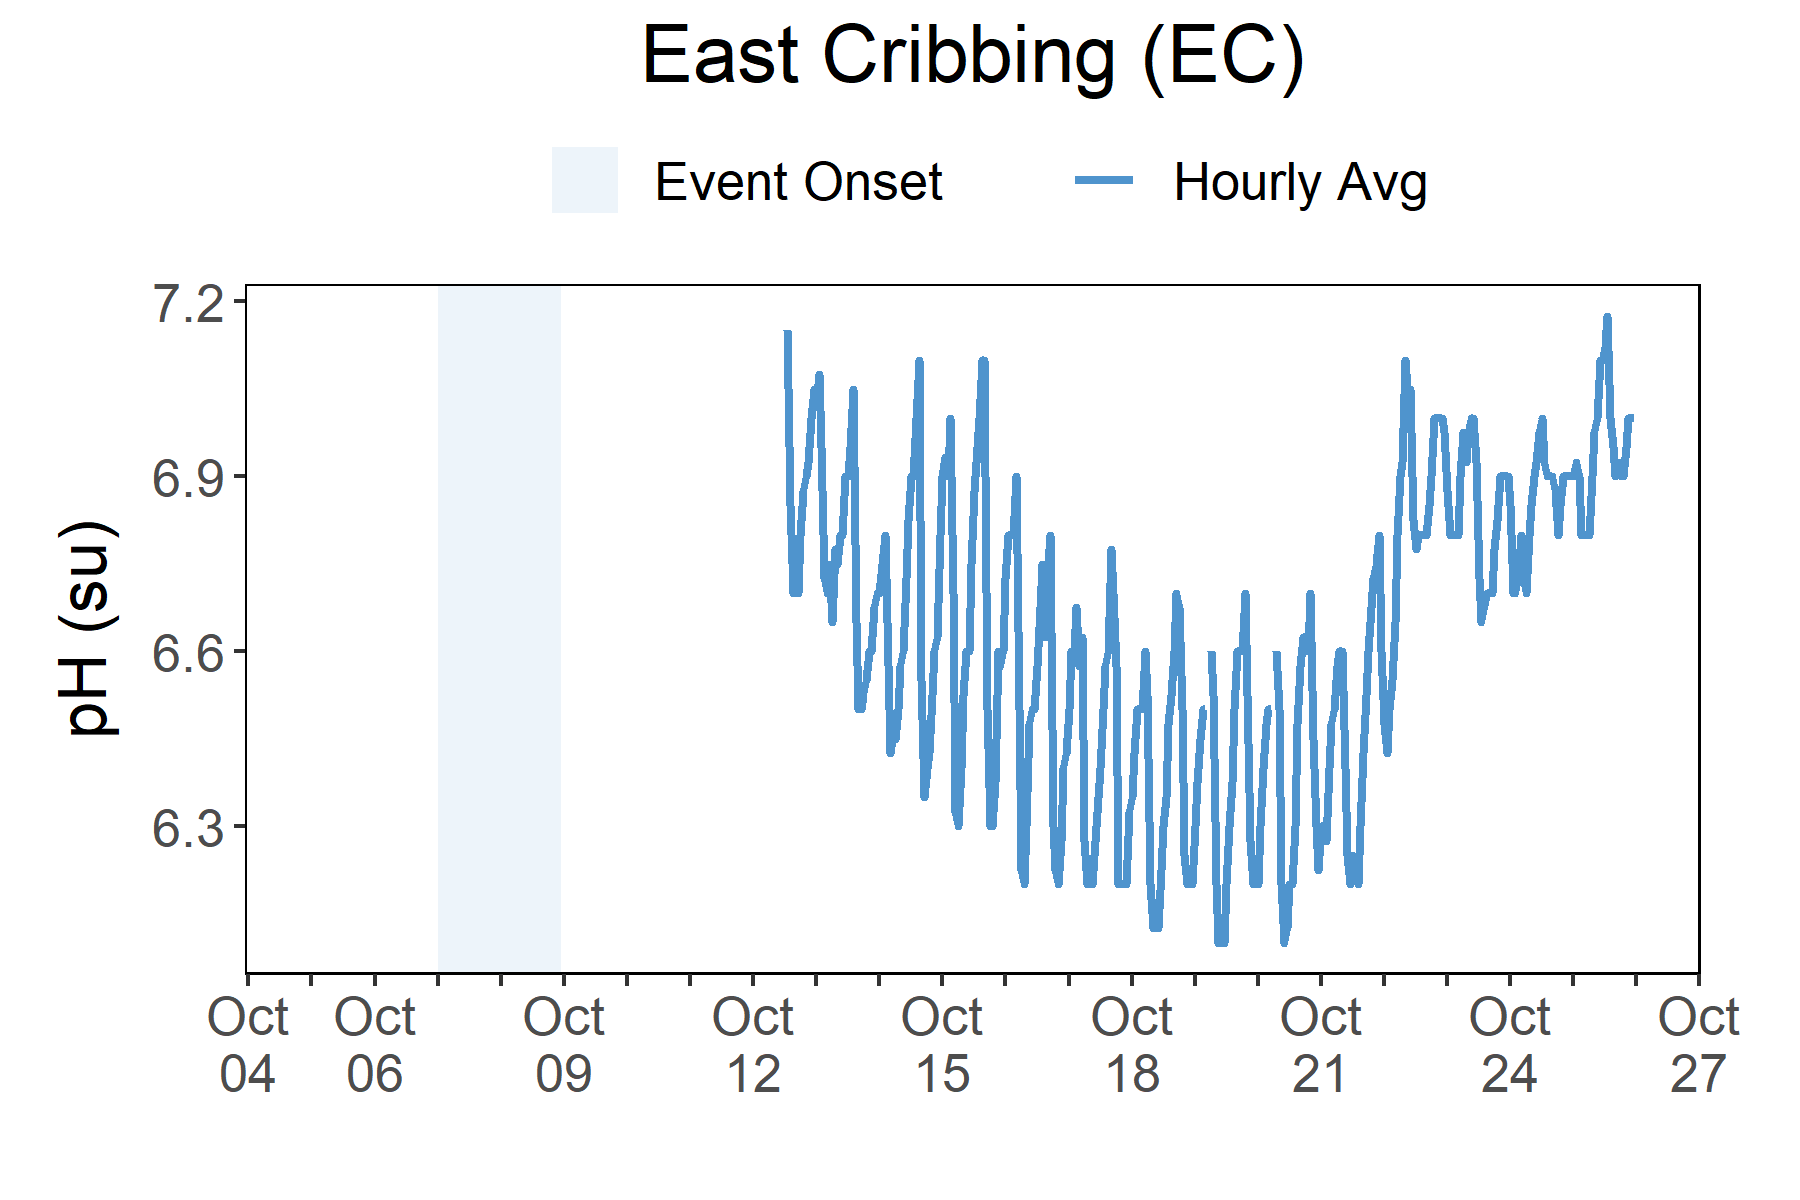 East Cribbing (EC)
Event Onset
Hourly Avg
pH (su)
7.2
6.9
6.6
6.3
Oct 04
Oct 06
Oct 09
Oct 12
Oct 15
Oct 18
Oct 21
Oct 24
Oct 27